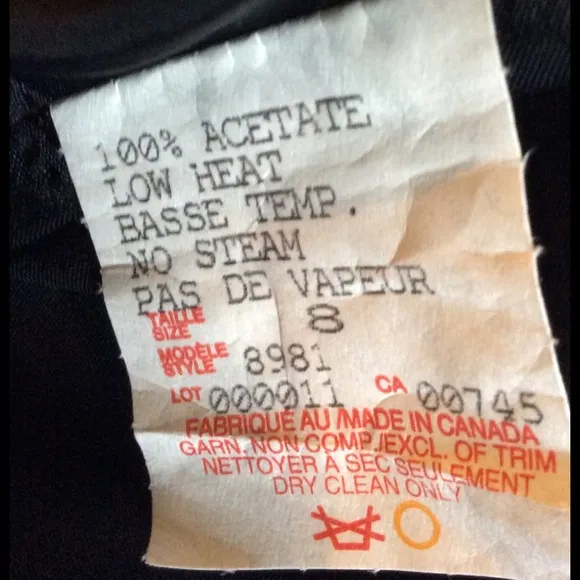 100% ACETATE
LOW HEAT
BASSE TEMP.
NO STEAM
PAS DE VAPEUR
TAILLE
SIZE 8
MODÈLE
STYLE 8981
LOT 000011 CA 00745
FABRIQUÉ AU/MADE IN CANADA
GARN. NON COMP./EXCL. OF TRIM
NETTOYER À SEC SEULEMENT
DRY CLEAN ONLY